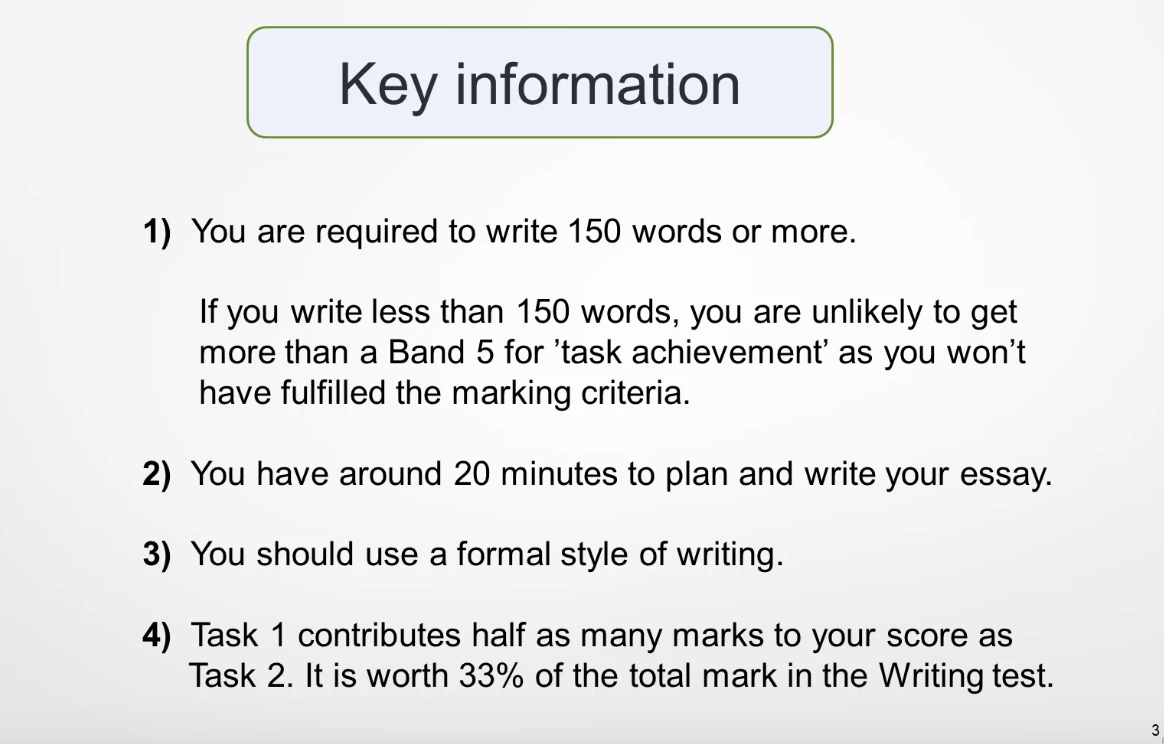 Key information
1) You are required to write 150 words or more.
If you write less than 150 words, you are unlikely to get
more than a Band 5 for ’task achievement’ as you won’t
have fulfilled the marking criteria.
2) You have around 20 minutes to plan and write your essay.
3) You should use a formal style of writing.
4) Task 1 contributes half as many marks to your score as
Task 2. It is worth 33% of the total mark in the Writing test.
3